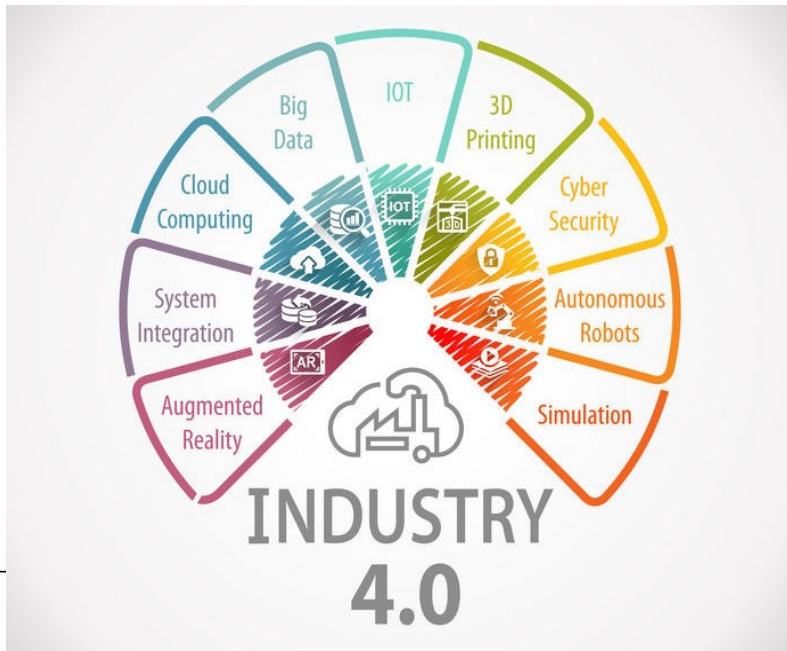 Big
Data
IOT
3D
Printing
Cloud
Computing
Cyber
Security
System
Integration
Autonomous
Robots
Augmented
Reality
Simulation
IOT
3D
AR
INDUSTRY
4.0